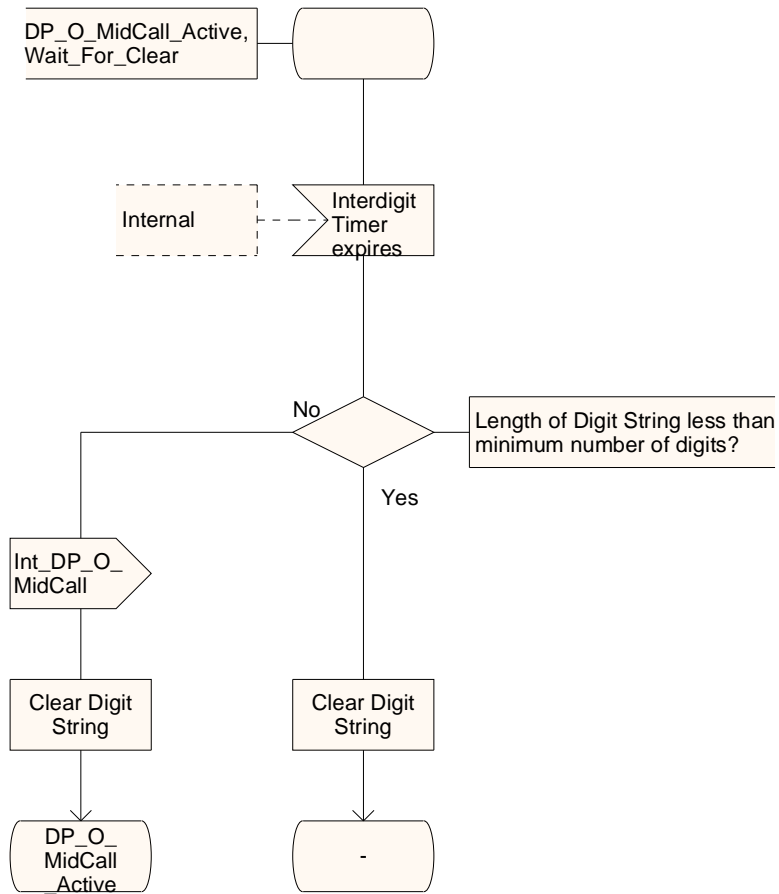 DP_O_MidCall_Active,
Wait_For_Clear
Internal
Interdigit
Timer
expires
No
Length of Digit String less than
minimum number of digits?
Yes
Int_DP_O_
MidCall
Clear Digit
String
Clear Digit
String
DP_O_
MidCall
_Active
-